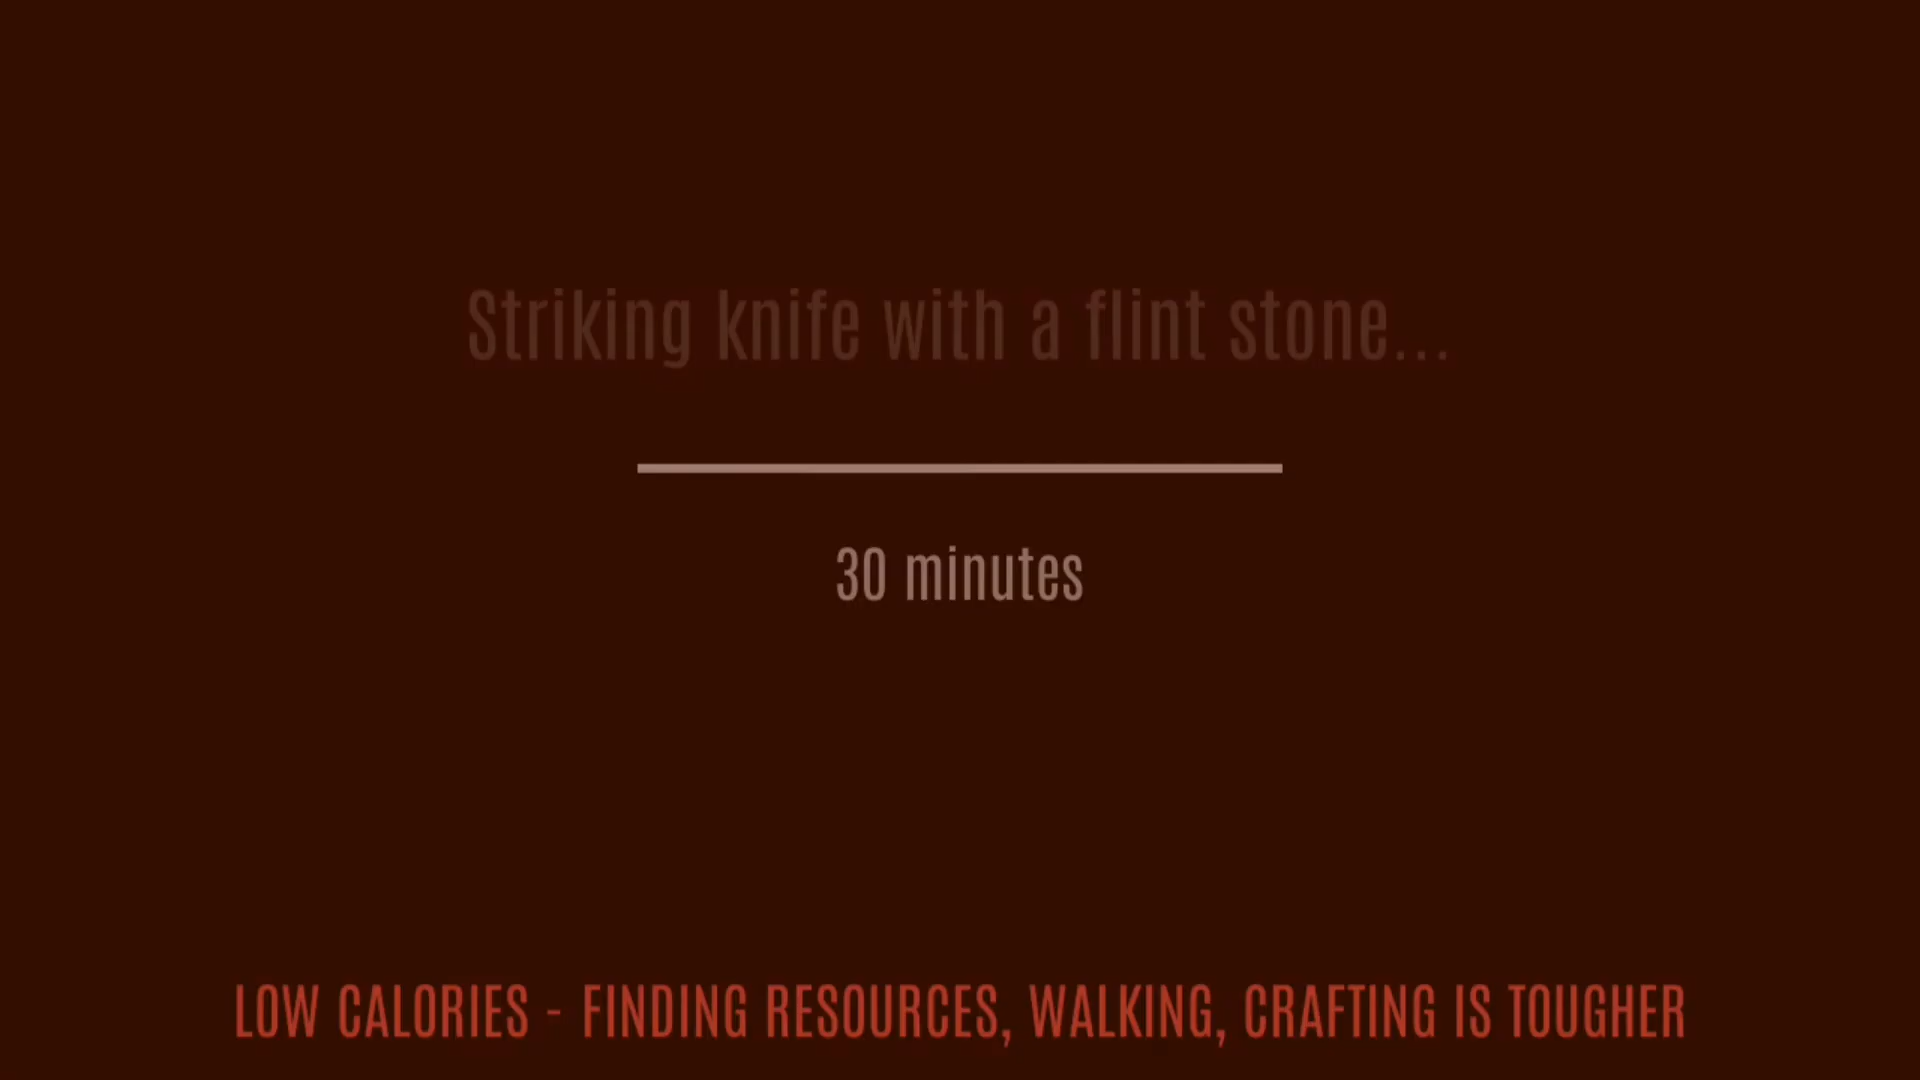 Striking knife with a flint stone...
30 minutes
LOW CALORIES - FINDING RESOURCES, WALKING, CRAFTING IS TOUGHER